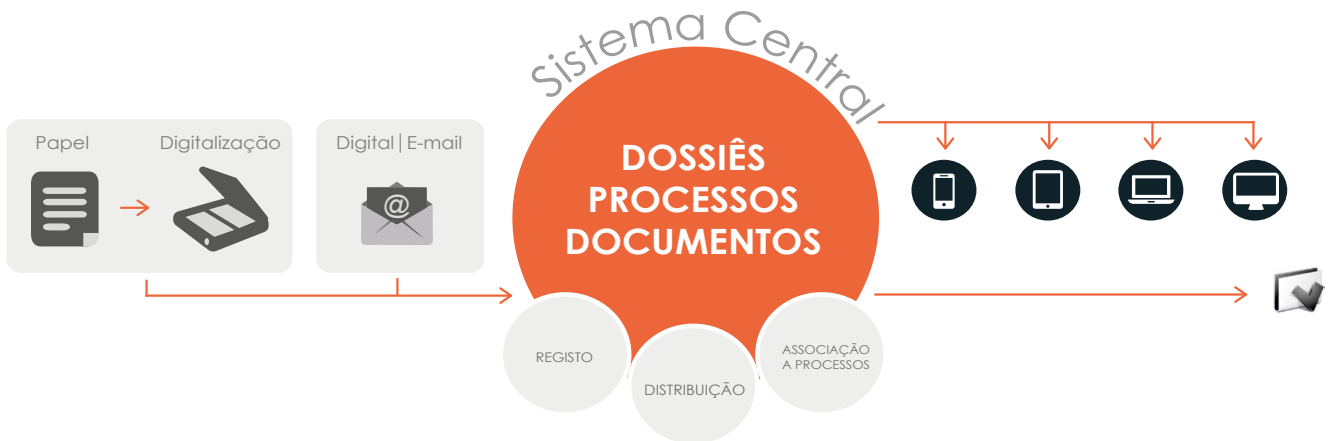 Sistema Central
Papel
Digitalização
Digital|E-mail
@
DOSSIÊS
PROCESSOS
DOCUMENTOS
REGISTO
DISTRIBUIÇÃO
ASSOCIAÇÃO
A PROCESSOS